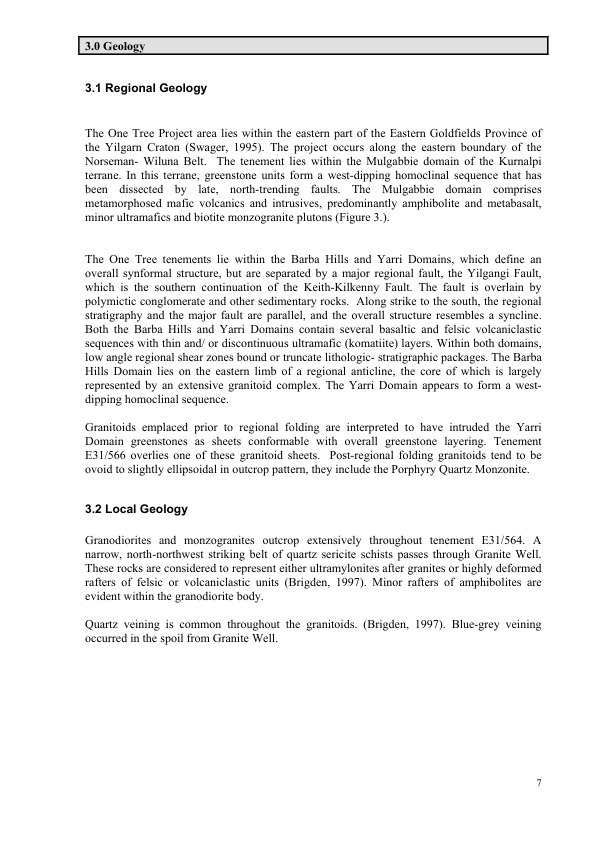 3.0 Geology
3.1 Regional Geology
The One Tree Project area lies within the eastern part of the Eastern Goldfields Province of
the Yilgarn Craton (Swager, 1995). The project occurs along the eastern boundary of the
Norseman- Wiluna Belt.  The tenement lies within the Mulgabbie domain of the Kurnalpi
terrane. In this terrane, greenstone units form a west-dipping homoclinal sequence that has
been dissected by late, north-trending faults. The Mulgabbie domain comprises
metamorphosed mafic volcanics and intrusives, predominantly amphibolite and metabasalt,
minor ultramafics and biotite monzogranite plutons (Figure 3.).
The One Tree tenements lie within the Barba Hills and Yarri Domains, which define an
overall synformal structure, but are separated by a major regional fault, the Yilgangi Fault,
which is the southern continuation of the Keith-Kilkenny Fault. The fault is overlain by
polymictic conglomerate and other sedimentary rocks.  Along strike to the south, the regional
stratigraphy and the major fault are parallel, and the overall structure resembles a syncline.
Both the Barba Hills and Yarri Domains contain several basaltic and felsic volcaniclastic
sequences with thin and/ or discontinuous ultramafic (komatiite) layers. Within both domains,
low angle regional shear zones bound or truncate lithologic- stratigraphic packages. The Barba
Hills Domain lies on the eastern limb of a regional anticline, the core of which is largely
represented by an extensive granitoid complex. The Yarri Domain appears to form a west-
dipping homoclinal sequence.
Granitoids emplaced prior to regional folding are interpreted to have intruded the Yarri
Domain greenstones as sheets conformable with overall greenstone layering. Tenement
E31/566 overlies one of these granitoid sheets.  Post-regional folding granitoids tend to be
ovoid to slightly ellipsoidal in outcrop pattern, they include the Porphyry Quartz Monzonite.
3.2 Local Geology
Granodiorites and monzogranites outcrop extensively throughout tenement E31/564. A
narrow, north-northwest striking belt of quartz sericite schists passes through Granite Well.
These rocks are considered to represent either ultramylonites after granites or highly deformed
rafters of felsic or volcaniclastic units (Brigden, 1997). Minor rafters of amphibolites are
evident within the granodiorite body.
Quartz veining is common throughout the granitoids. (Brigden, 1997). Blue-grey veining
occurred in the spoil from Granite Well.
7